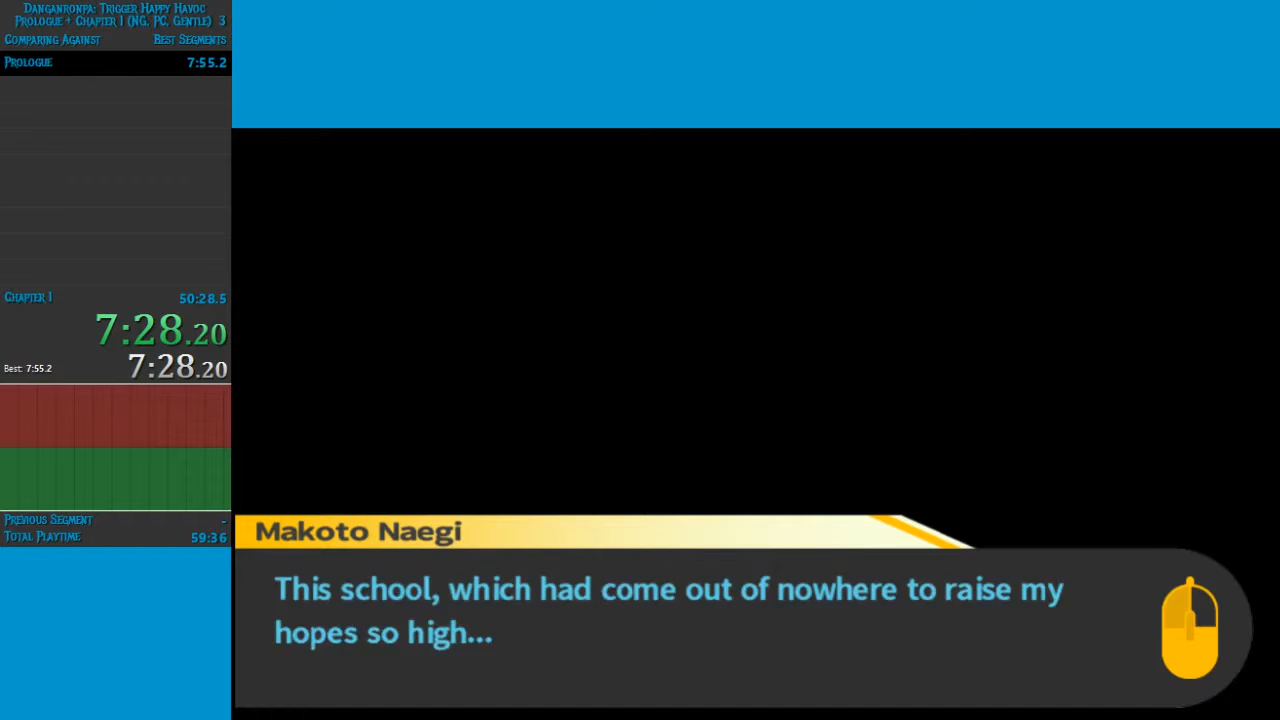 Danganronpa: Trigger Happy Havoc
Prologue + Chapter 1 (NG, PC, Gentle) 3
Comparing Against Best Segments
Prologue 7:55.2
Chapter 1 50:28.5
7:28.20
Best: 7:55.2 7:28.20
Previous Segment -
Total Playtime 59:36
Makoto Naegi
This school, which had come out of nowhere to raise my
hopes so high...